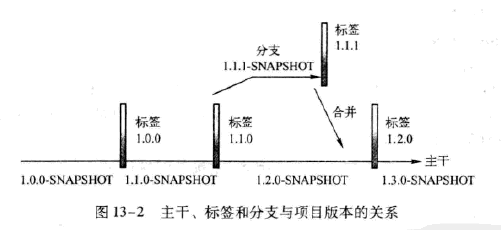 标签
1.1.1
分支
1.1.1-SNAPSHOT
合并
标签
1.0.0
标签
1.1.0
标签
1.2.0
主干
1.0.0-SNAPSHOT 1.1.0-SNAPSHOT 1.2.0-SNAPSHOT 1.3.0-SNAPSHOT
图 13-2 主干、标签和分支与项目版本的关系